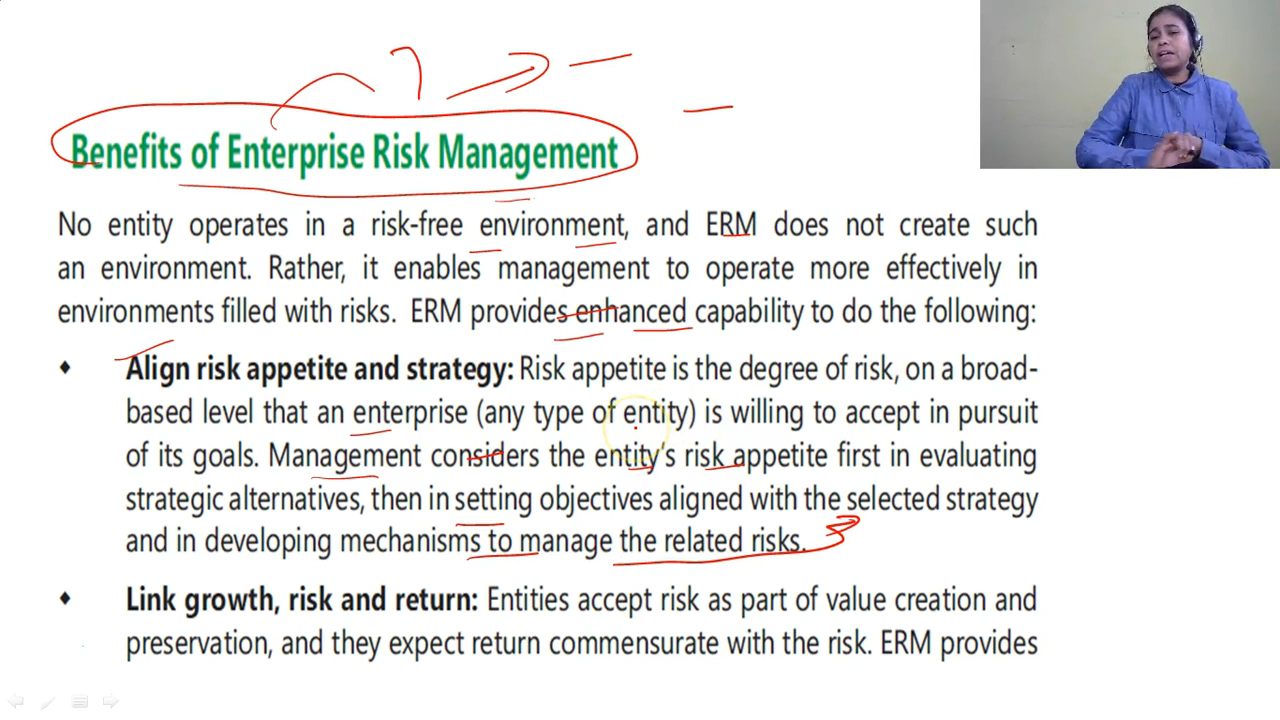 Benefits of Enterprise Risk Management
No entity operates in a risk-free environment, and ERM does not create such
an environment. Rather, it enables management to operate more effectively in
environments filled with risks. ERM provides enhanced capability to do the following:
♦ Align risk appetite and strategy: Risk appetite is the degree of risk, on a broad-
based level that an enterprise (any type of entity) is willing to accept in pursuit
of its goals. Management considers the entity's risk appetite first in evaluating
strategic alternatives, then in setting objectives aligned with the selected strategy
and in developing mechanisms to manage the related risks.
♦ Link growth, risk and return: Entities accept risk as part of value creation and
preservation, and they expect return commensurate with the risk. ERM provides